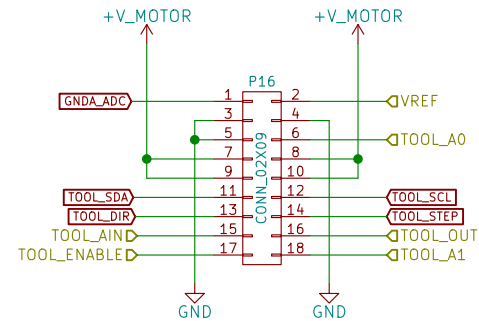 +V_MOTOR +V_MOTOR
P16
GNDA_ADC 1 2 VREF
3 4
5 6 TOOL_A0
7 8
9 10
CONN_02X09
TOOL_SDA 11 12 TOOL_SCL
TOOL_DIR 13 14 TOOL_STEP
TOOL_AIN 15 16 TOOL_OUT
TOOL_ENABLE 17 18 TOOL_A1
GND GND